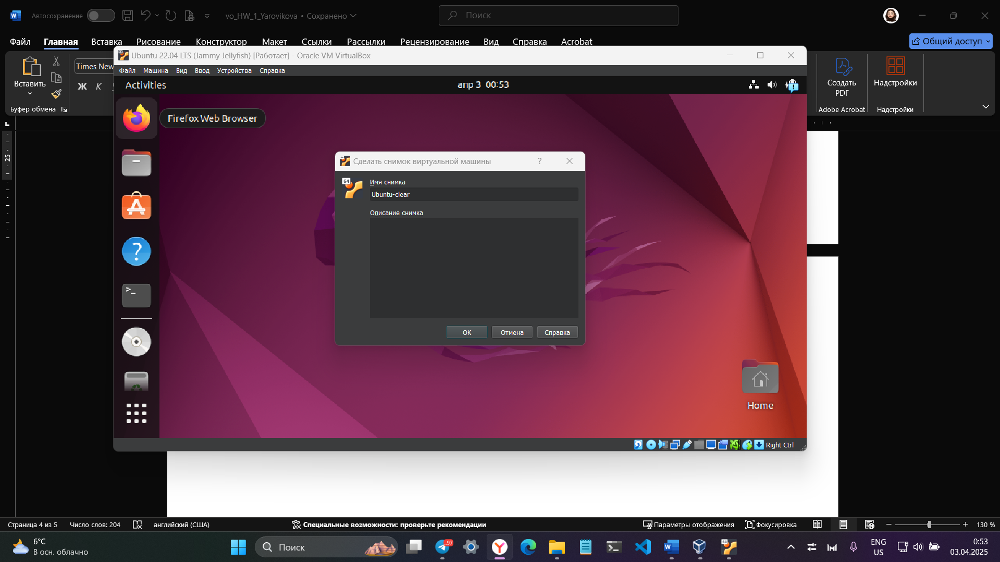 Автосохранение
vo_HW_1_Yarovikova • Сохранено
Поиск
Файл Главная Вставка Рисование Конструктор Макет Ссылки Рассылки Рецензирование Вид Справка Acrobat
Общий доступ
Вставить
Буфер обмена
Times New
Ж К
Создать PDF
Adobe Acrobat
Надстройки
Надстройки
25
Ubuntu 22.04 LTS (Jammy Jellyfish) [Работает] - Oracle VM VirtualBox
Файл Машина Вид Ввод Устройства Справка
Activities
апр 3 00:53
Firefox Web Browser
Сделать снимок виртуальной машины
64
Имя снимка
Ubuntu-clear
Описание снимка
OK Отмена Справка
Home
Right Ctrl
Страница 4 из 5 Число слов: 204 английский (США)
Специальные возможности: проверьте рекомендации
Параметры отображения Фокусировка
130 %
6°C
В осн. облачно
Поиск
97
ENG
US
0:53
03.04.2025